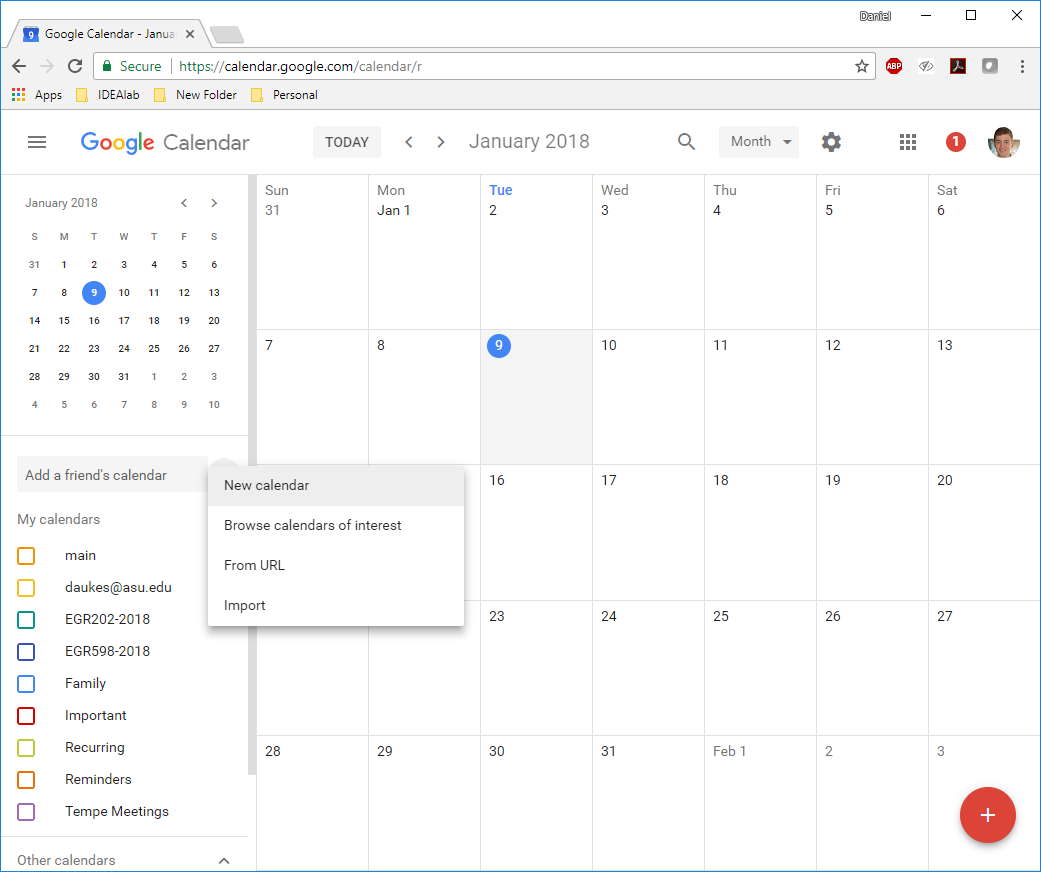 Daniel
9 Google Calendar - Janua
Secure https://calendar.google.com/calendar/r
ABP
Apps IDEAlab New Folder Personal
Google Calendar TODAY January 2018 Month 1
January 2018
S M T W T F S
31 1 2 3 4 5 6
7 8 9 10 11 12 13
14 15 16 17 18 19 20
21 22 23 24 25 26 27
28 29 30 31 1 2 3
4 5 6 7 8 9 10
Add a friend's calendar
New calendar
Browse calendars of interest
From URL
Import
My calendars
main
daukes@asu.edu
EGR202-2018
EGR598-2018
Family
Important
Recurring
Reminders
Tempe Meetings
Other calendars
Sun Mon Tue Wed Thu Fri Sat
31 Jan 1 2 3 4 5 6
7 8 9 10 11 12 13
16 17 18 19 20
23 24 25 26 27
28 29 30 31 Feb 1 2 3
+